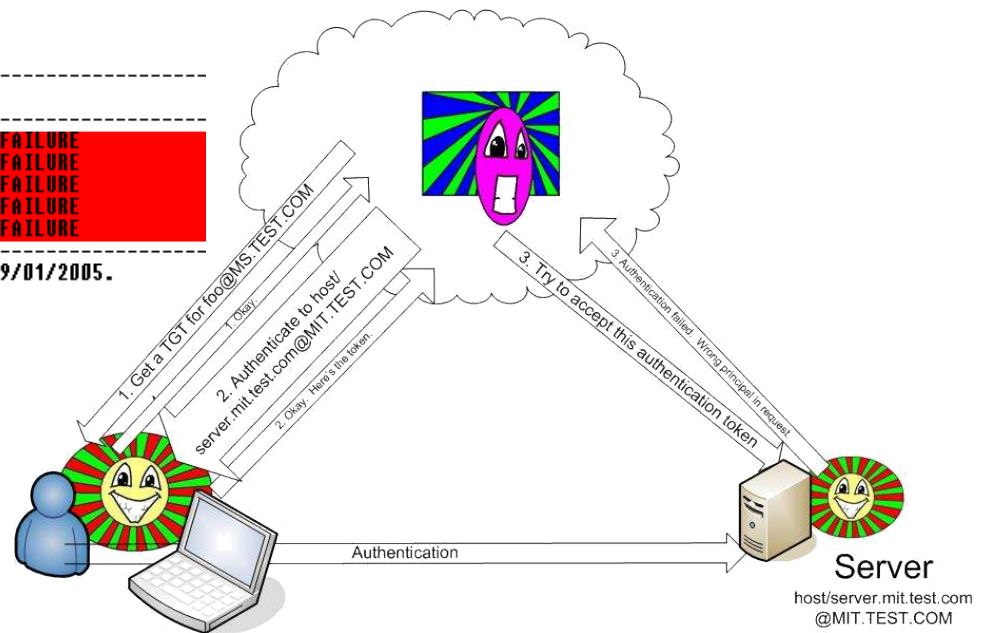 FAILURE
FAILURE
FAILURE
FAILURE
FAILURE
9/01/2005.
1. Get a TGT for foo@MS.TEST.COM
1. Okay.
2. Authenticate to host/
server.mit.test.com@MIT.TEST.COM
2. Okay. Here's the token.
3. Try to accept this authentication token
3. Authentication failed. Wrong principal in request.
Authentication
Server
host/server.mit.test.com
@MIT.TEST.COM